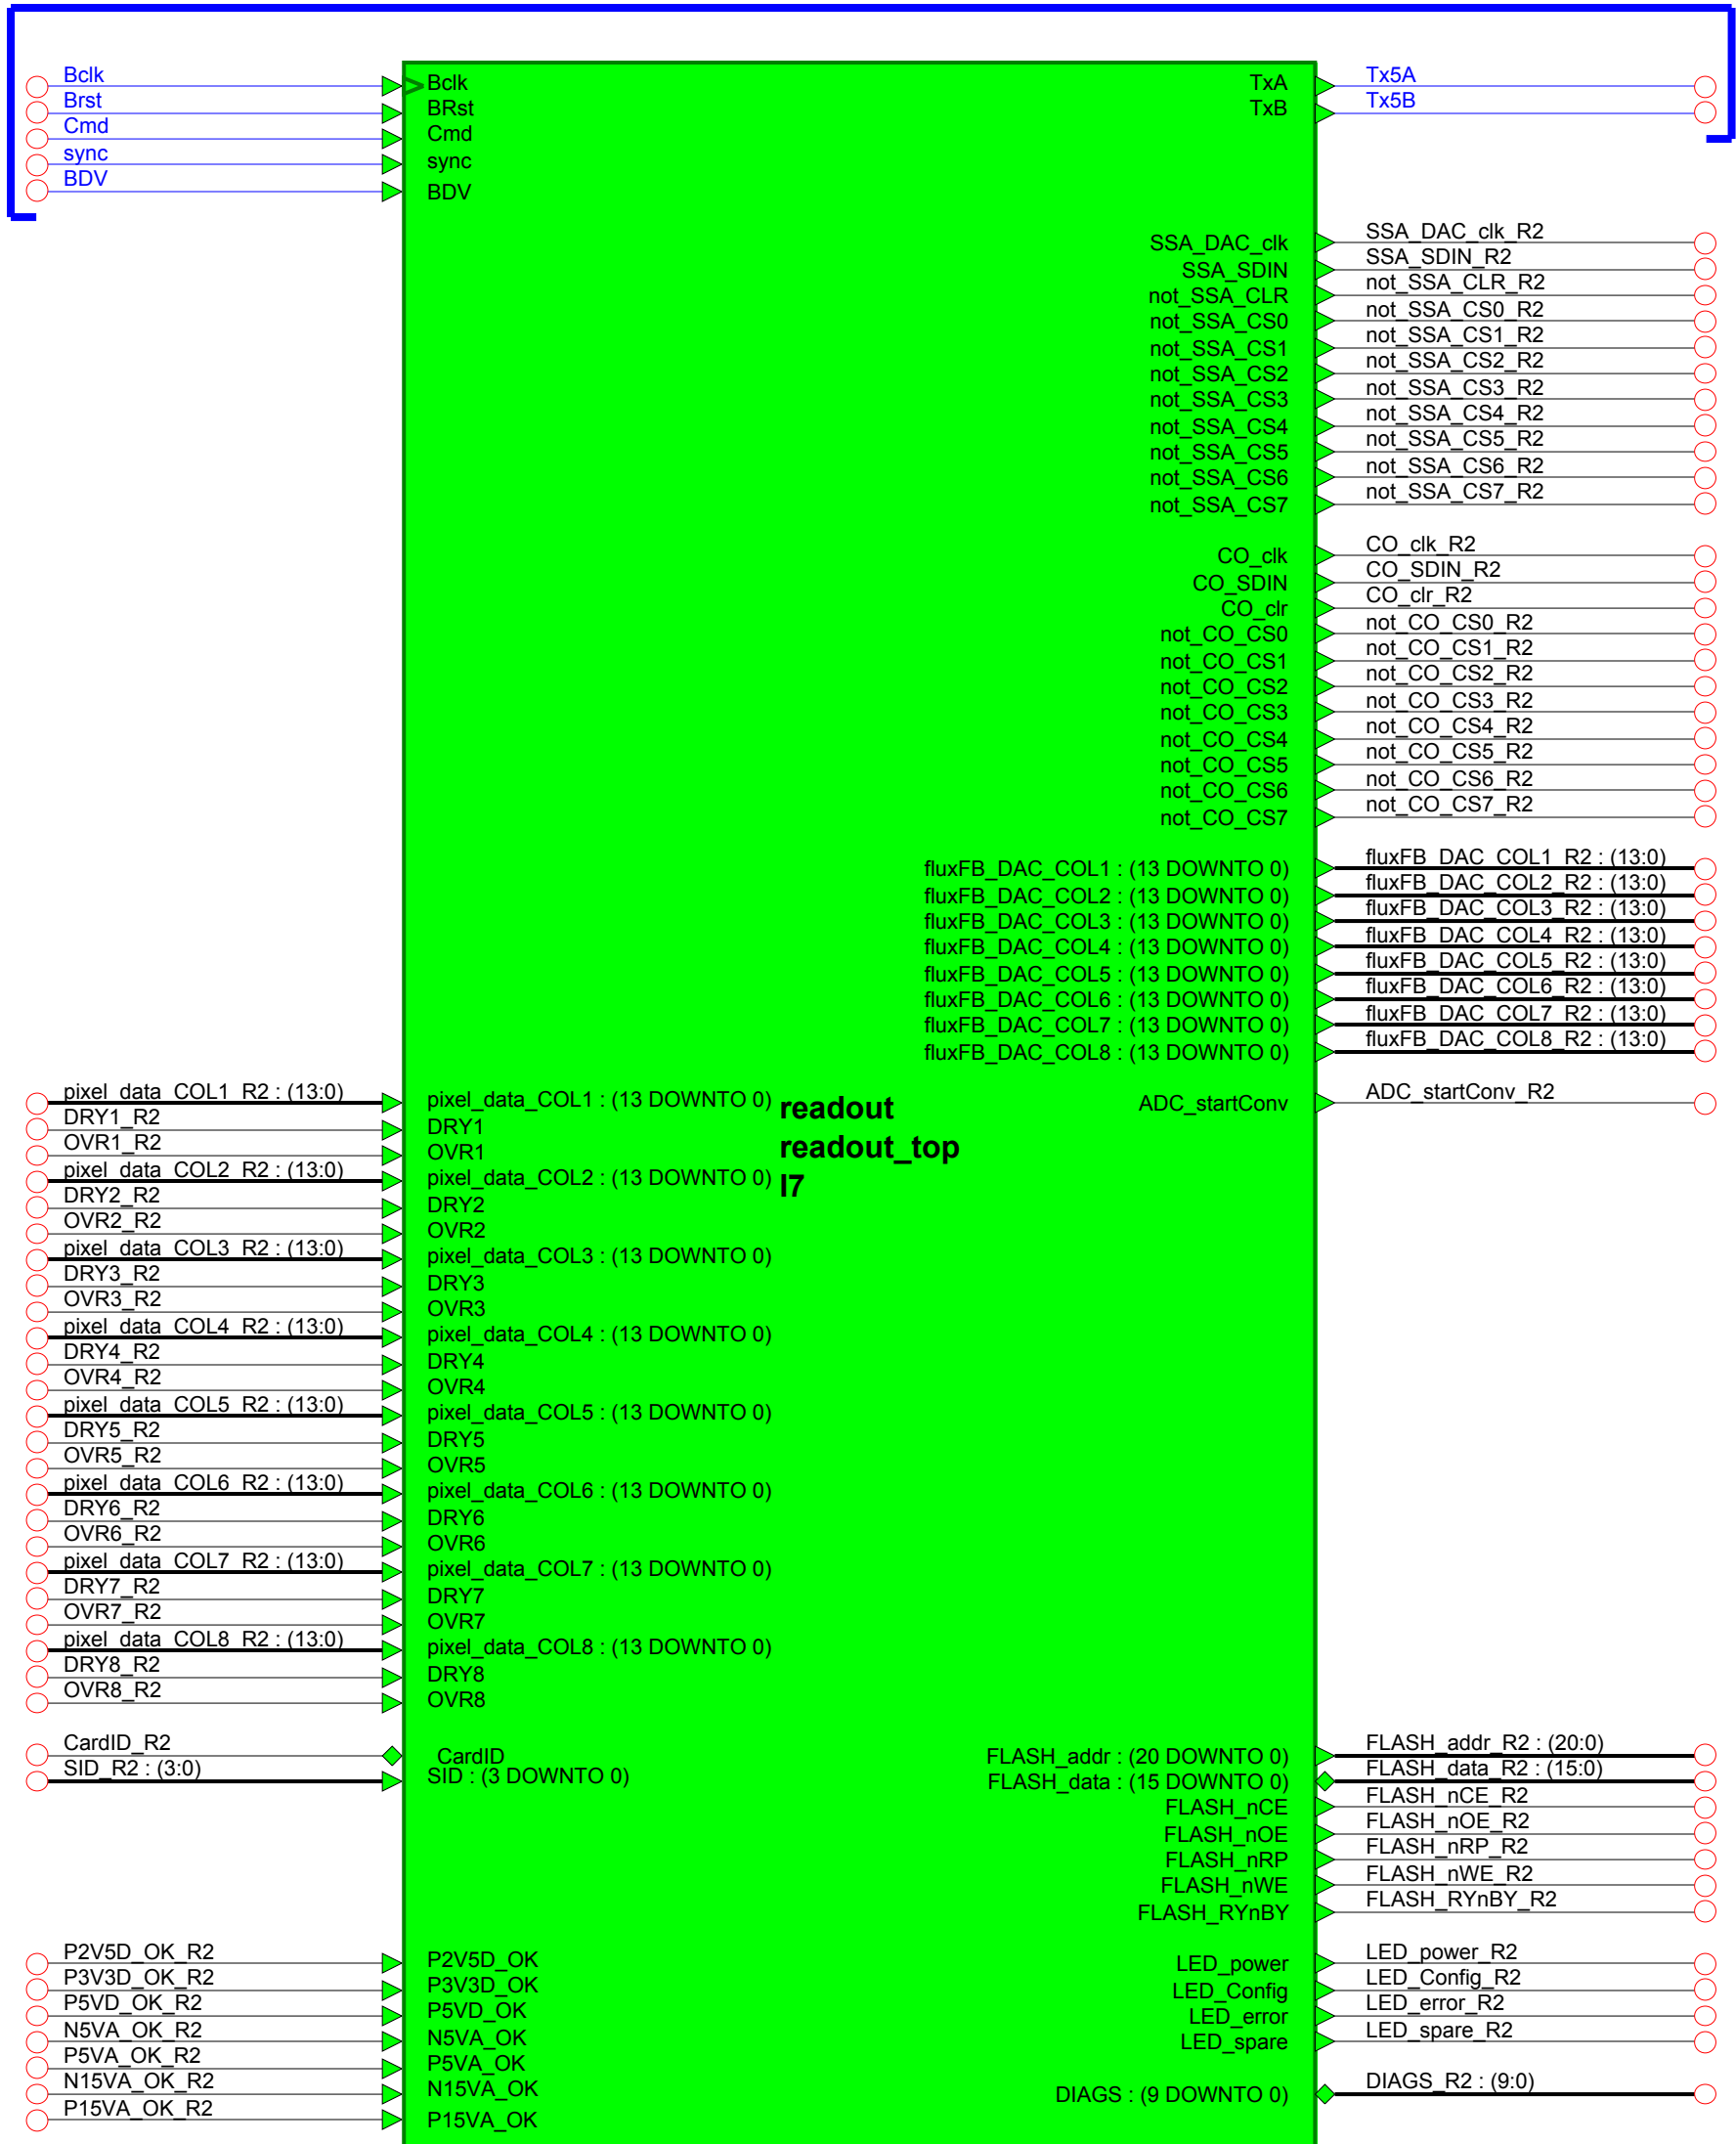 Bclk
Brst
Cmd
sync
BDV
Bclk
BRst
Cmd
sync
BDV
TxA
TxB
Tx5A
Tx5B
SSA_DAC_clk
SSA_SDIN
not_SSA_CLR
not_SSA_CS0
not_SSA_CS1
not_SSA_CS2
not_SSA_CS3
not_SSA_CS4
not_SSA_CS5
not_SSA_CS6
not_SSA_CS7
SSA_DAC_clk_R2
SSA_SDIN_R2
not_SSA_CLR_R2
not_SSA_CS0_R2
not_SSA_CS1_R2
not_SSA_CS2_R2
not_SSA_CS3_R2
not_SSA_CS4_R2
not_SSA_CS5_R2
not_SSA_CS6_R2
not_SSA_CS7_R2
CO_clk
CO_SDIN
CO_clr
not_CO_CS0
not_CO_CS1
not_CO_CS2
not_CO_CS3
not_CO_CS4
not_CO_CS5
not_CO_CS6
not_CO_CS7
CO_clk_R2
CO_SDIN_R2
CO_clr_R2
not_CO_CS0_R2
not_CO_CS1_R2
not_CO_CS2_R2
not_CO_CS3_R2
not_CO_CS4_R2
not_CO_CS5_R2
not_CO_CS6_R2
not_CO_CS7_R2
fluxFB_DAC_COL1 : (13 DOWNTO 0)
fluxFB_DAC_COL2 : (13 DOWNTO 0)
fluxFB_DAC_COL3 : (13 DOWNTO 0)
fluxFB_DAC_COL4 : (13 DOWNTO 0)
fluxFB_DAC_COL5 : (13 DOWNTO 0)
fluxFB_DAC_COL6 : (13 DOWNTO 0)
fluxFB_DAC_COL7 : (13 DOWNTO 0)
fluxFB_DAC_COL8 : (13 DOWNTO 0)
fluxFB_DAC_COL1_R2 : (13:0)
fluxFB_DAC_COL2_R2 : (13:0)
fluxFB_DAC_COL3_R2 : (13:0)
fluxFB_DAC_COL4_R2 : (13:0)
fluxFB_DAC_COL5_R2 : (13:0)
fluxFB_DAC_COL6_R2 : (13:0)
fluxFB_DAC_COL7_R2 : (13:0)
fluxFB_DAC_COL8_R2 : (13:0)
pixel_data_COL1_R2 : (13:0)
DRY1_R2
OVR1_R2
pixel_data_COL2_R2 : (13:0)
DRY2_R2
OVR2_R2
pixel_data_COL3_R2 : (13:0)
DRY3_R2
OVR3_R2
pixel_data_COL4_R2 : (13:0)
DRY4_R2
OVR4_R2
pixel_data_COL5_R2 : (13:0)
DRY5_R2
OVR5_R2
pixel_data_COL6_R2 : (13:0)
DRY6_R2
OVR6_R2
pixel_data_COL7_R2 : (13:0)
DRY7_R2
OVR7_R2
pixel_data_COL8_R2 : (13:0)
DRY8_R2
OVR8_R2
pixel_data_COL1 : (13 DOWNTO 0)
DRY1
OVR1
pixel_data_COL2 : (13 DOWNTO 0)
DRY2
OVR2
pixel_data_COL3 : (13 DOWNTO 0)
DRY3
OVR3
pixel_data_COL4 : (13 DOWNTO 0)
DRY4
OVR4
pixel_data_COL5 : (13 DOWNTO 0)
DRY5
OVR5
pixel_data_COL6 : (13 DOWNTO 0)
DRY6
OVR6
pixel_data_COL7 : (13 DOWNTO 0)
DRY7
OVR7
pixel_data_COL8 : (13 DOWNTO 0)
DRY8
OVR8
readout
readout_top
I7
ADC_startConv
ADC_startConv_R2
CardID_R2
SID_R2 : (3:0)
CardID
SID : (3 DOWNTO 0)
FLASH_addr : (20 DOWNTO 0)
FLASH_data : (15 DOWNTO 0)
FLASH_nCE
FLASH_nOE
FLASH_nRP
FLASH_nWE
FLASH_RYnBY
FLASH_addr_R2 : (20:0)
FLASH_data_R2 : (15:0)
FLASH_nCE_R2
FLASH_nOE_R2
FLASH_nRP_R2
FLASH_nWE_R2
FLASH_RYnBY_R2
P2V5D_OK_R2
P3V3D_OK_R2
P5VD_OK_R2
N5VA_OK_R2
P5VA_OK_R2
N15VA_OK_R2
P15VA_OK_R2
P2V5D_OK
P3V3D_OK
P5VD_OK
N5VA_OK
P5VA_OK
N15VA_OK
P15VA_OK
LED_power
LED_Config
LED_error
LED_spare
LED_power_R2
LED_Config_R2
LED_error_R2
LED_spare_R2
DIAGS : (9 DOWNTO 0)
DIAGS_R2 : (9:0)